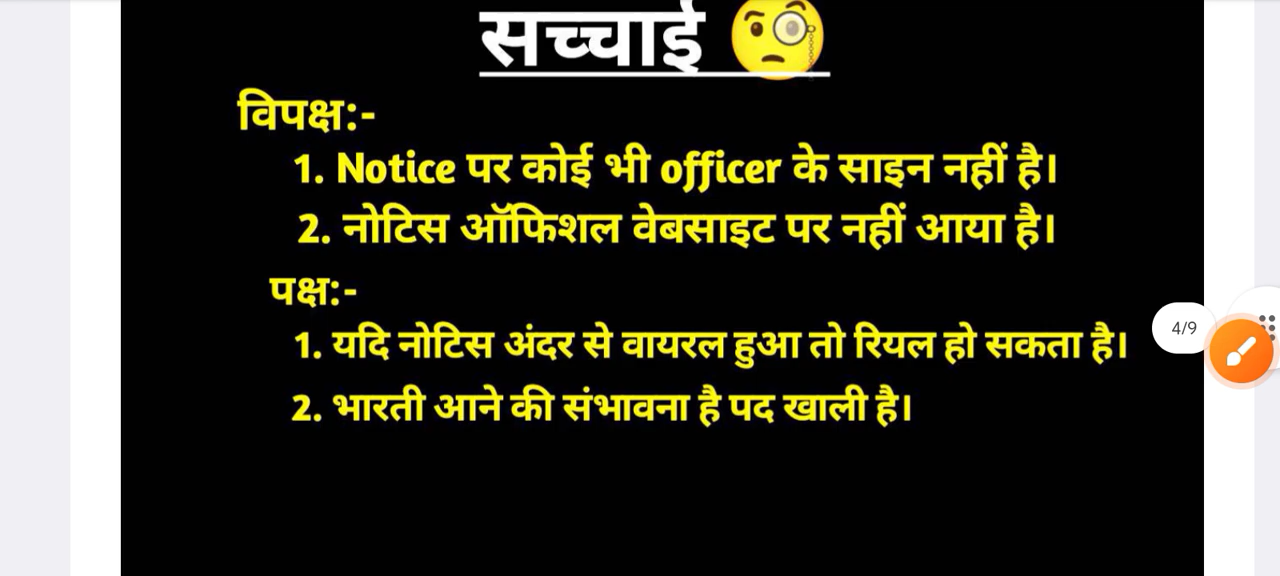 सच्चाई 🧐
विपक्ष:-
1. Notice पर कोई भी officer के साइन नहीं है।
2. नोटिस ऑफिशल वेबसाइट पर नहीं आया है।
पक्ष:-
1. यदि नोटिस अंदर से वायरल हुआ तो रियल हो सकता है।
2. भारती आने की संभावना है पद खाली है।
4/9